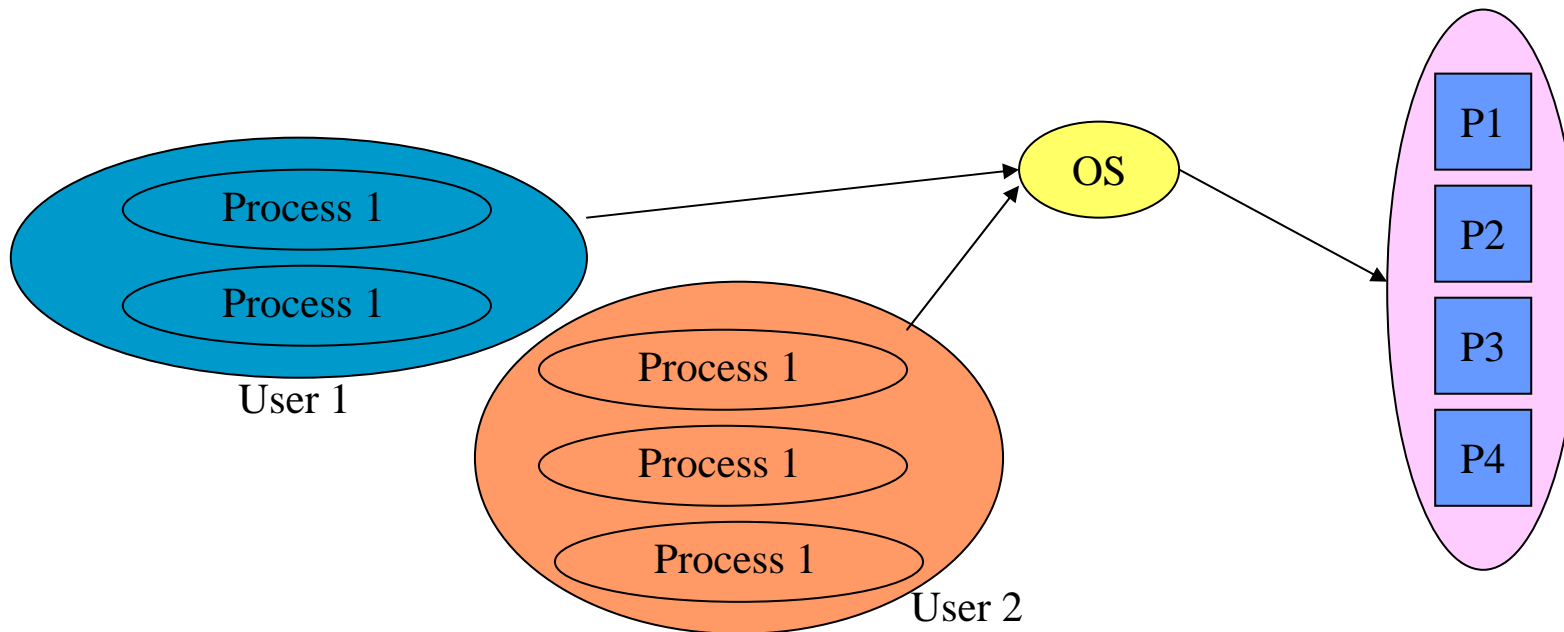 Process 1
Process 1
User 1
Process 1
Process 1
Process 1
User 2
OS
P1
P2
P3
P4